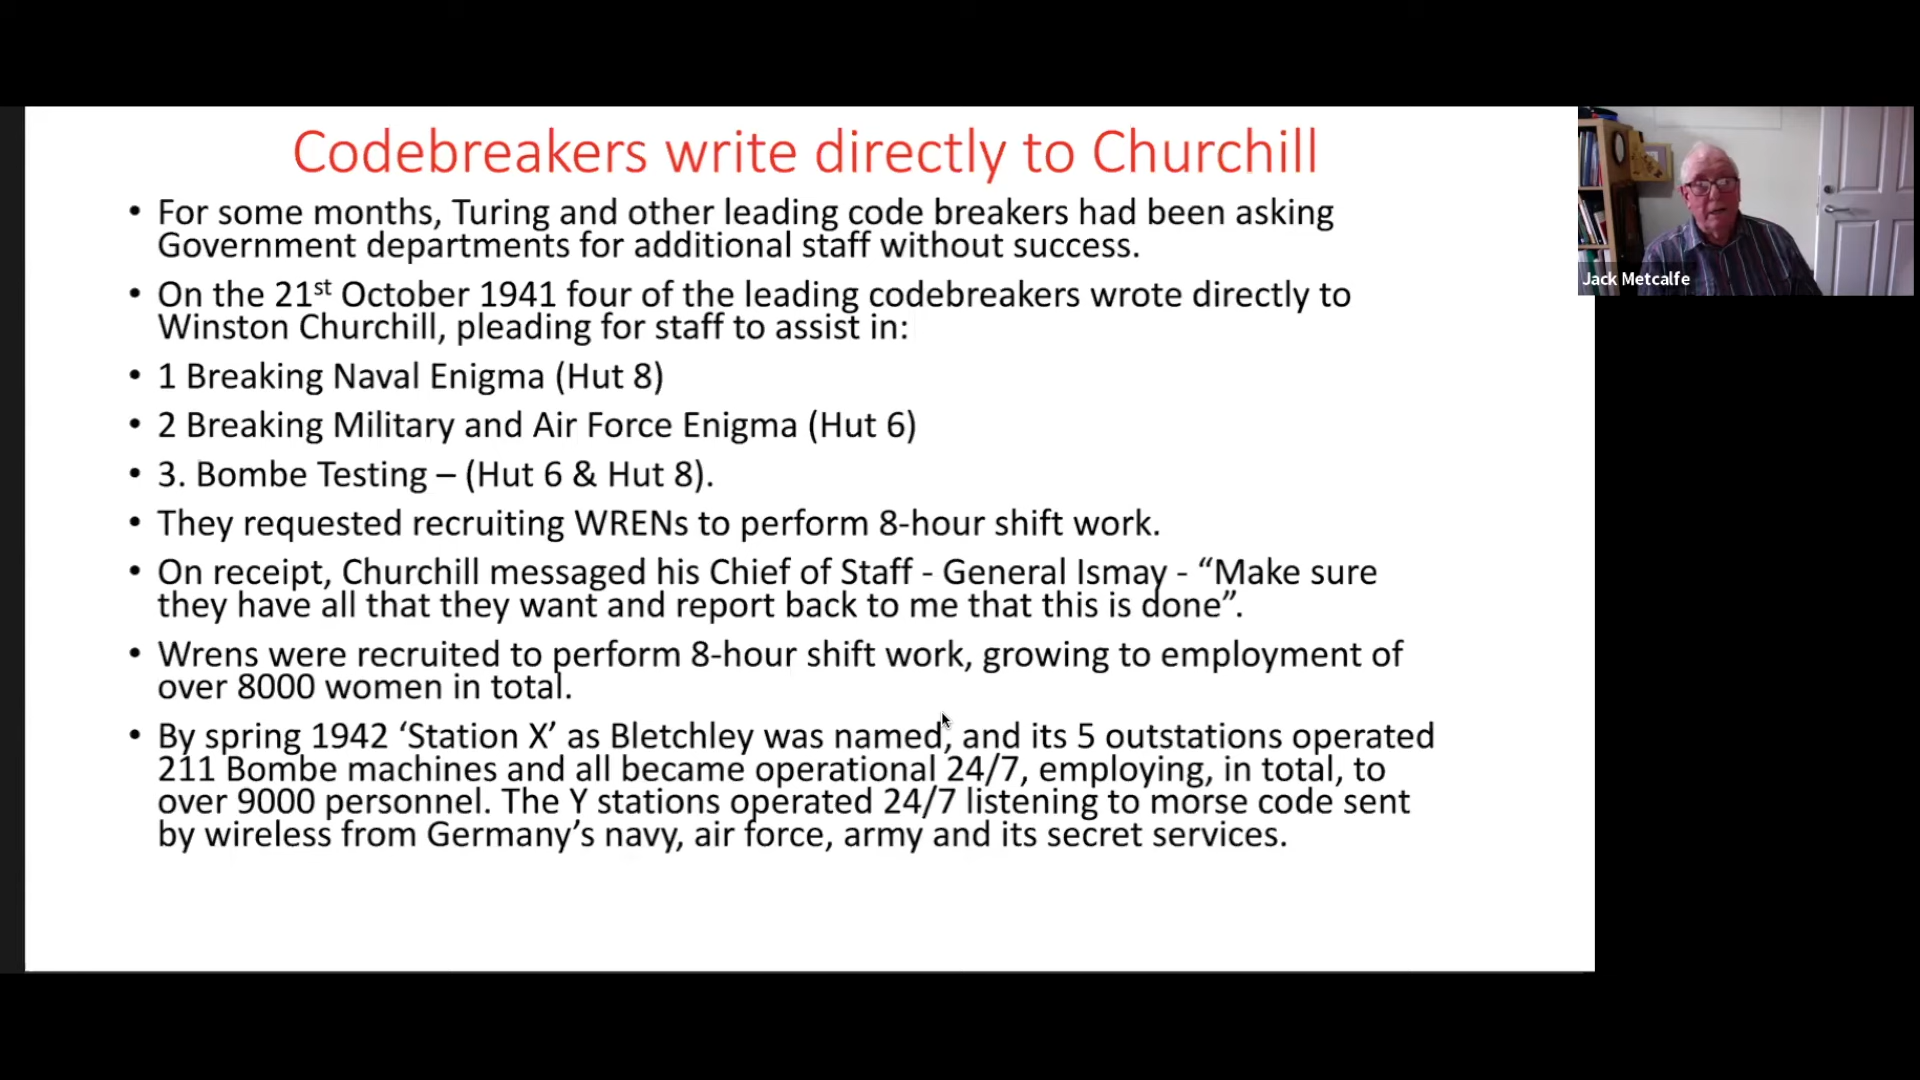 Codebreakers write directly to Churchill
• For some months, Turing and other leading code breakers had been asking
Government departments for additional staff without success.
• On the 21st October 1941 four of the leading codebreakers wrote directly to
Winston Churchill, pleading for staff to assist in:
• 1 Breaking Naval Enigma (Hut 8)
• 2 Breaking Military and Air Force Enigma (Hut 6)
• 3. Bombe Testing – (Hut 6 & Hut 8).
• They requested recruiting WRENs to perform 8-hour shift work.
• On receipt, Churchill messaged his Chief of Staff - General Ismay - “Make sure
they have all that they want and report back to me that this is done”.
• Wrens were recruited to perform 8-hour shift work, growing to employment of
over 8000 women in total.
• By spring 1942 ‘Station X’ as Bletchley was named, and its 5 outstations operated
211 Bombe machines and all became operational 24/7, employing, in total, to
over 9000 personnel. The Y stations operated 24/7 listening to morse code sent
by wireless from Germany’s navy, air force, army and its secret services.
Jack Metcalfe